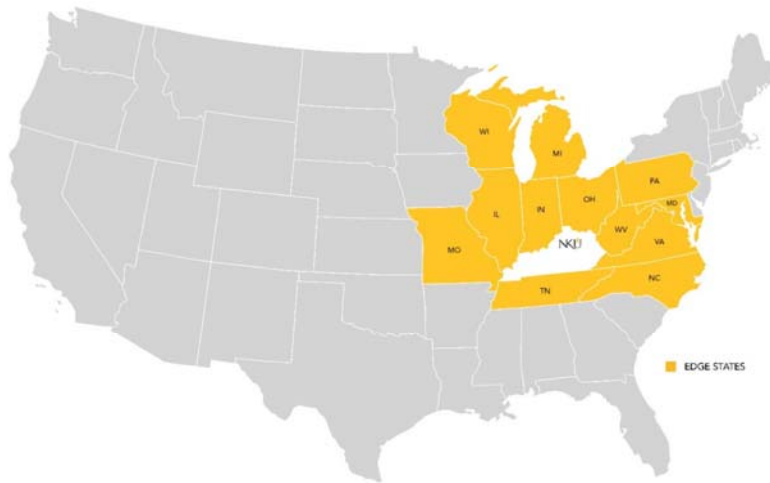 WI
MI
PA
OH
MD
IL
IN
WV
VA
NKU
MO
NC
TN
EDGE STATES